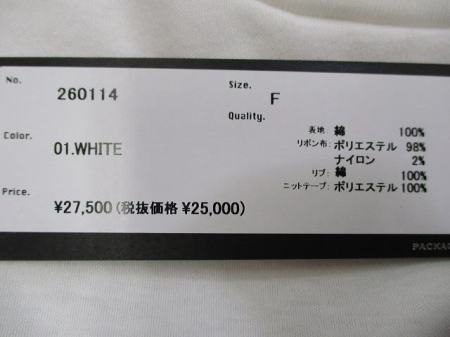 No. 260114
Size. F
Quality.
Color. 01.WHITE
表地: 綿 100%
リボン布: ポリエステル 98%
ナイロン 2%
リブ: 綿 100%
ニットテープ: ポリエステル 100%
Price. ¥27,500(税抜価格 ¥25,000)